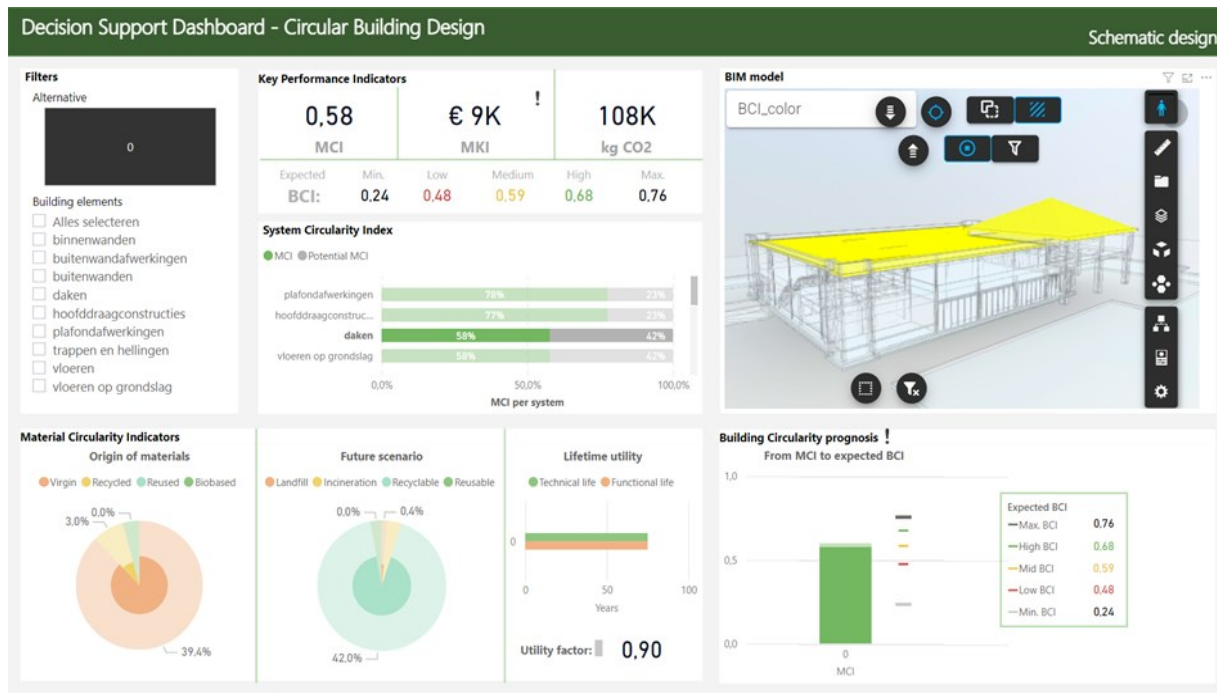 Decision Support Dashboard - Circular Building Design
Schematic design
Filters
Alternative
0
Building elements
Alles selecteren
binnenwanden
buitenwandafwerkingen
buitenwanden
daken
hoofddraagconstructies
plafondafwerkingen
trappen en hellingen
vloeren
vloeren op grondslag
Key Performance Indicators
0,58
MCI
€ 9K
!
MKI
108K
kg CO2
Expected Min. Low Medium High Max.
BCI: 0,24 0,48 0,59 0,68 0,76
System Circularity Index
MCI Potential MCI
plafondafwerkingen 78% 23%
hoofddraagconstruc... 77% 23%
daken 58% 42%
vloeren op grondslag 58% 42%
0,0% 50,0% 100,0%
MCI per system
BIM model
BCI_color
Material Circularity Indicators
Origin of materials
Virgin Recycled Reused Biobased
0,0%
3,0%
39,4%
Future scenario
Landfill Incineration Recyclable Reusable
0,0% 0,4%
42,0%
Lifetime utility
Technical life Functional life
0
0 50 100
Years
Utility factor: 0,90
Building Circularity prognosis !
From MCI to expected BCI
1,0
0,5
0,0
0
MCI
Expected BCI
Max. BCI 0,76
High BCI 0,68
Mid BCI 0,59
Low BCI 0,48
Min. BCI 0,24